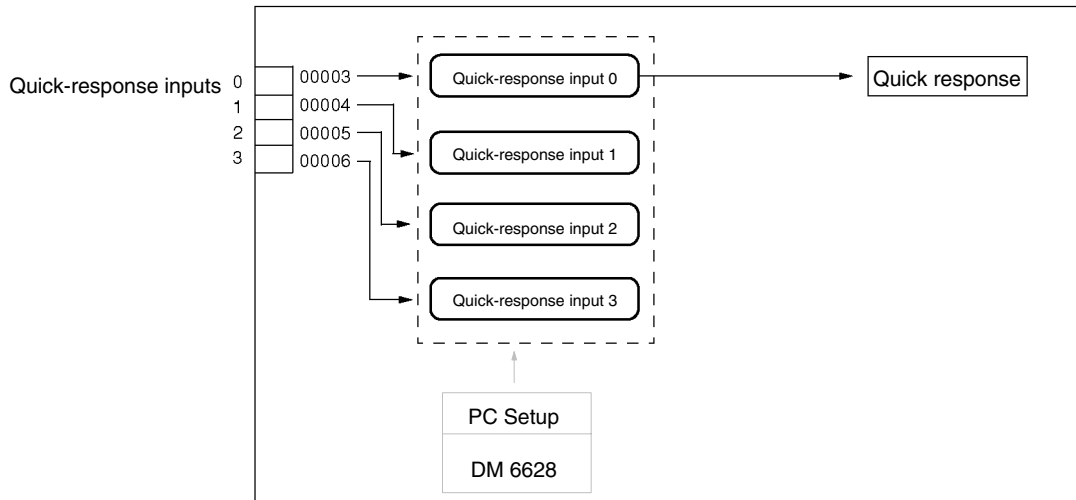 Quick-response inputs
0 00003 Quick-response input 0 Quick response
1 00004 Quick-response input 1
2 00005 Quick-response input 2
3 00006 Quick-response input 3
PC Setup
DM 6628